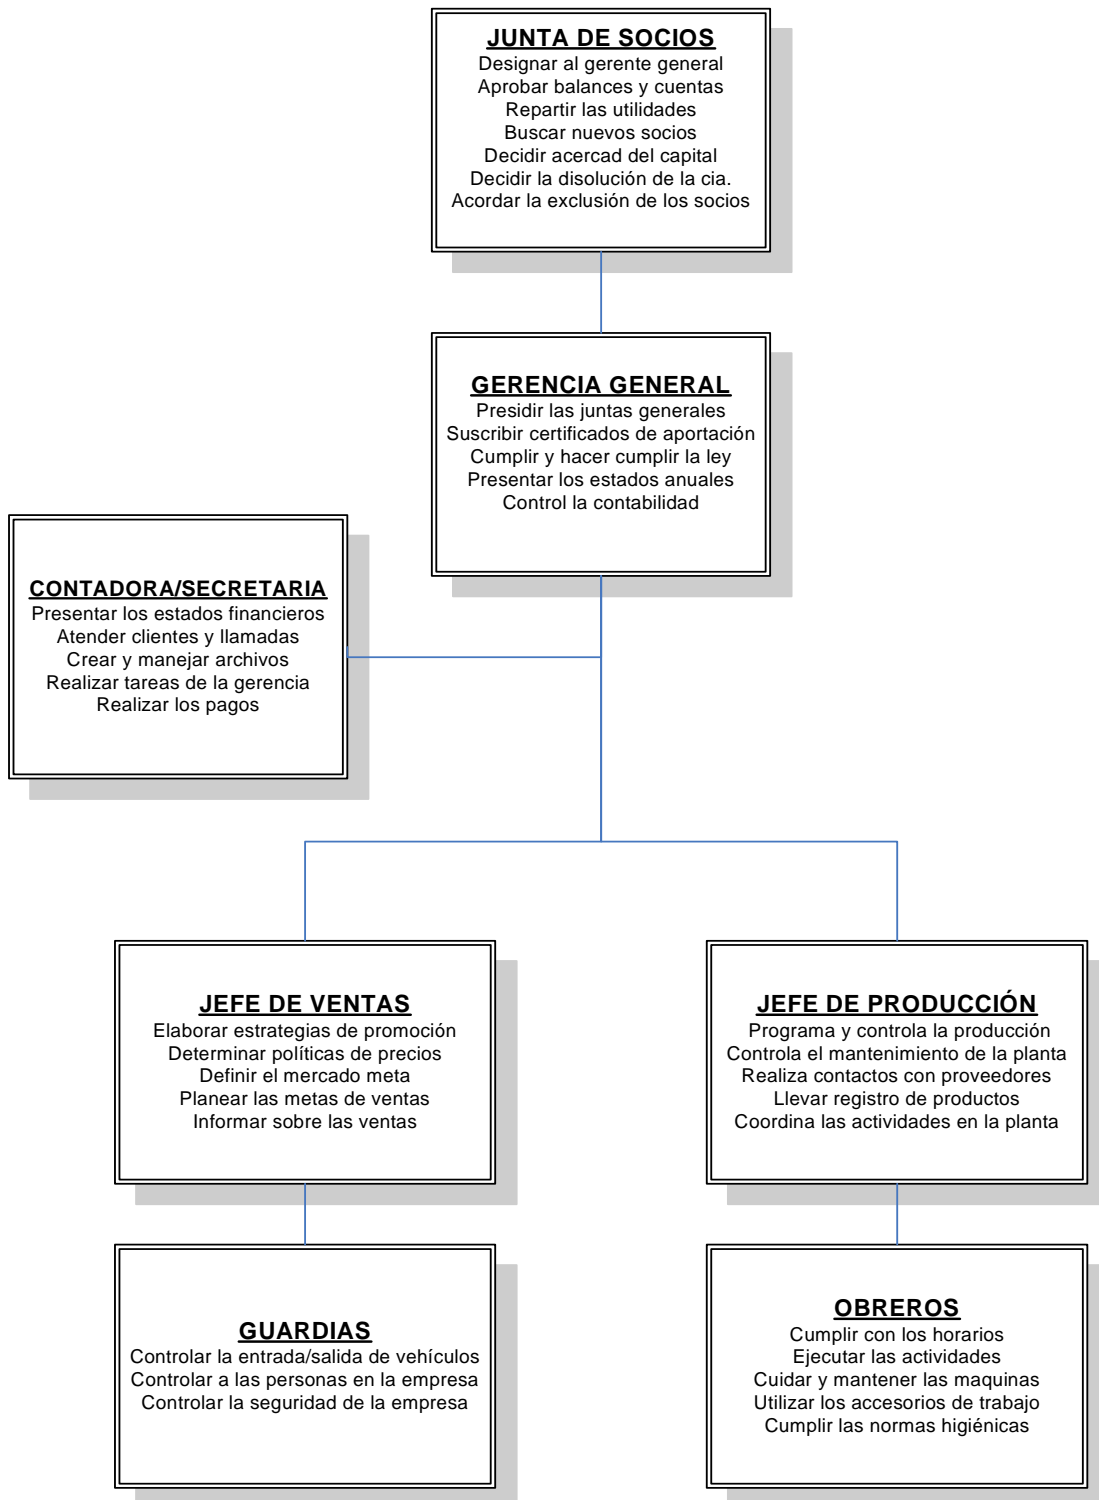 JUNTA DE SOCIOS
Designar al gerente general
Aprobar balances y cuentas
Repartir las utilidades
Buscar nuevos socios
Decidir acercad del capital
Decidir la disolución de la cia.
Acordar la exclusión de los socios
GERENCIA GENERAL
Presidir las juntas generales
Suscribir certificados de aportación
Cumplir y hacer cumplir la ley
Presentar los estados anuales
Control la contabilidad
CONTADORA/SECRETARIA
Presentar los estados financieros
Atender clientes y llamadas
Crear y manejar archivos
Realizar tareas de la gerencia
Realizar los pagos
JEFE DE VENTAS
Elaborar estrategias de promoción
Determinar políticas de precios
Definir el mercado meta
Planear las metas de ventas
Informar sobre las ventas
JEFE DE PRODUCCIÓN
Programa y controla la producción
Controla el mantenimiento de la planta
Realiza contactos con proveedores
Llevar registro de productos
Coordina las actividades en la planta
GUARDIAS
Controlar la entrada/salida de vehículos
Controlar a las personas en la empresa
Controlar la seguridad de la empresa
OBREROS
Cumplir con los horarios
Ejecutar las actividades
Cuidar y mantener las maquinas
Utilizar los accesorios de trabajo
Cumplir las normas higiénicas